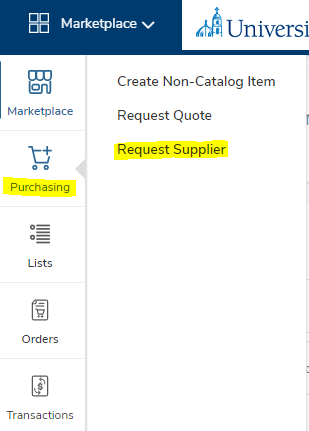 Marketplace
Universi
Marketplace
Create Non-Catalog Item
Request Quote
Request Supplier
Purchasing
Lists
Orders
Transactions